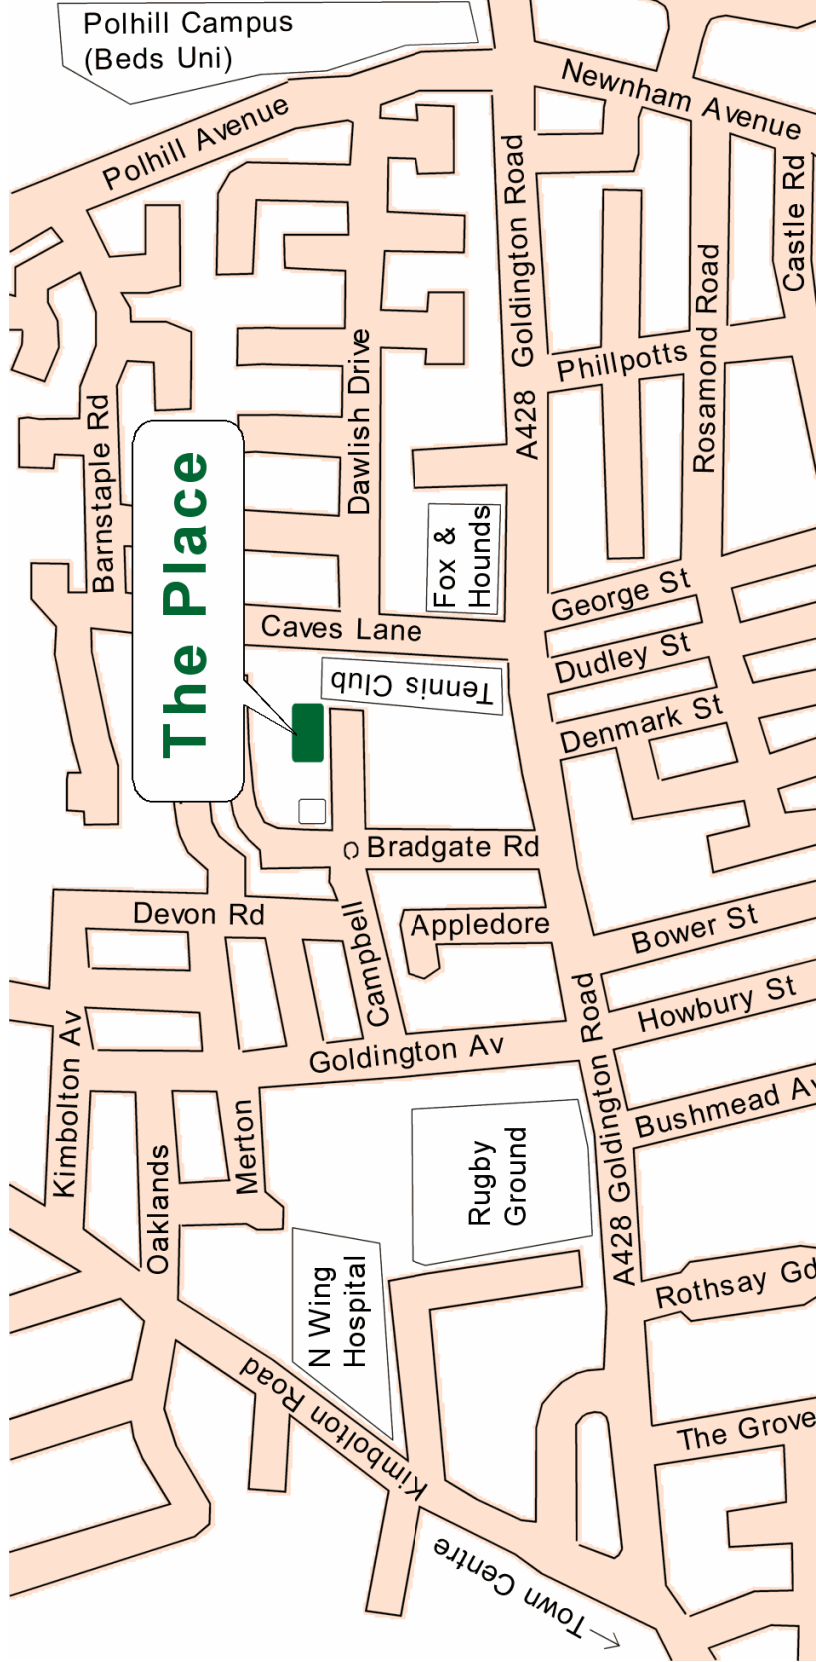 Polhill Campus
(Beds Uni)
Polhill Avenue
Newnham Avenue
A428 Goldington Road
Castle Rd
Rosamond Road
Phillpotts
Dawlish Drive
Barnstaple Rd
The Place
Fox &
Hounds
George St
Caves Lane
Dudley St
Tennis Club
Denmark St
Bradgate Rd
Devon Rd
Appledore
Bower St
Campbell
Howbury St
Goldington Av
Kimbolton Av
A428 Goldington Road
Bushmead Av
Merton
Oaklands
Rugby
Ground
Rothsay Gd
N Wing
Hospital
Kimbolton Road
The Grove
Town Centre